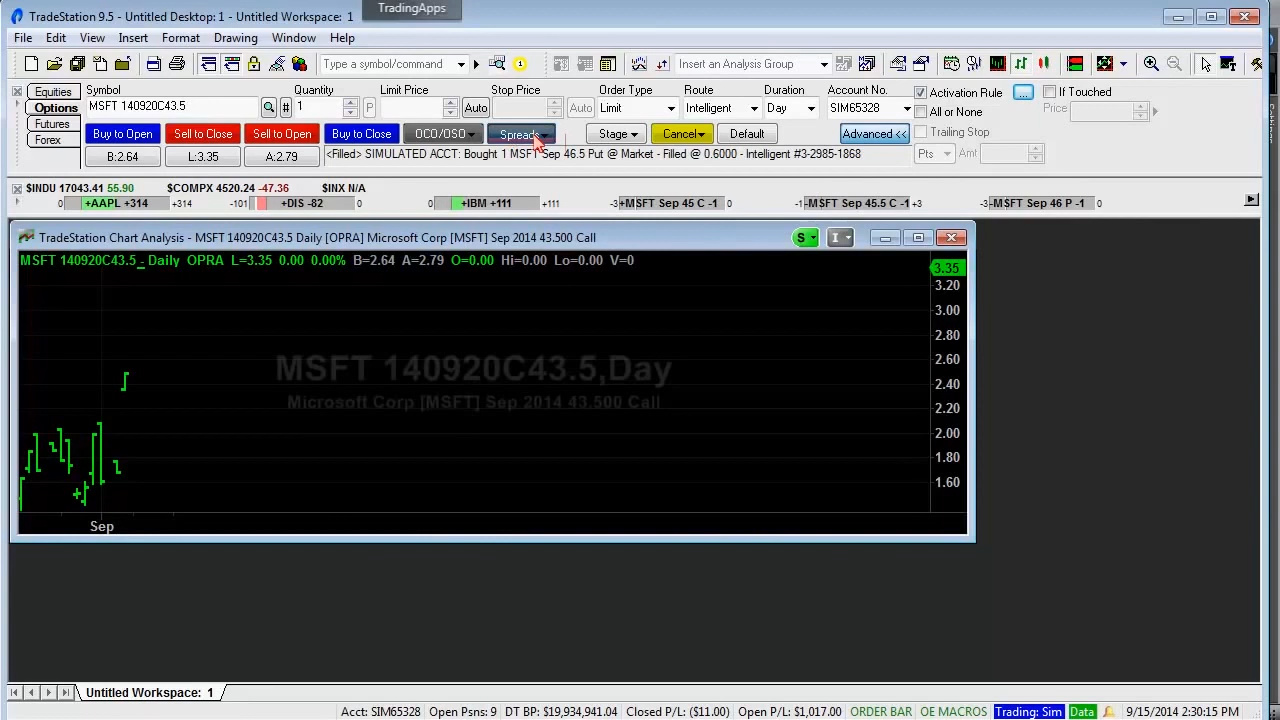 TradeStation 9.5 - Untitled Desktop: 1 - Untitled Workspace: 1
TradingApps
File Edit View Insert Format Drawing Window Help
Type a symbol/command
Insert an Analysis Group
Equities
Options
Futures
Forex
Symbol Quantity Limit Price Stop Price Order Type Route Duration Account No.
MSFT 140920C43.5 1 P Auto Auto Limit Intelligent Day SIM65328
Activation Rule ... If Touched
All or None Price
Trailing Stop
Pts Amt
Buy to Open Sell to Close Sell to Open Buy to Close OCO/OSO Spreads Stage Cancel Default Advanced <<
B:2.64 L:3.35 A:2.79 <Filled> SIMULATED ACCT: Bought 1 MSFT Sep 46.5 Put @ Market - Filled @ 0.6000 - Intelligent #3-2985-1868
$INDU 17043.41 55.90 $COMPX 4520.24 -47.36 $INX N/A
0 +AAPL +314 +314 -101 +DIS -82 0 0 +IBM +111 +111 -3 +MSFT Sep 45 C -1 0 -1 +MSFT Sep 45.5 C -1 +3 -3 -MSFT Sep 46 P -1 0
TradeStation Chart Analysis - MSFT 140920C43.5 Daily [OPRA] Microsoft Corp [MSFT] Sep 2014 43.500 Call
S I
MSFT 140920C43.5_ - Daily OPRA L=3.35 0.00 0.00% B=2.64 A=2.79 O=0.00 Hi=0.00 Lo=0.00 V=0
3.35
3.20
3.00
2.80
2.60
2.40
2.20
2.00
1.80
1.60
MSFT 140920C43.5,Day
Microsoft Corp [MSFT] Sep 2014 43.500 Call
Sep
Untitled Workspace: 1
Acct: SIM65328 Open Psns: 9 DT BP: $19,934,941.04 Closed P/L: ($11.00) Open P/L: $1,017.00 ORDER BAR OE MACROS Trading: Sim Data 9/15/2014 2:30:15 PM